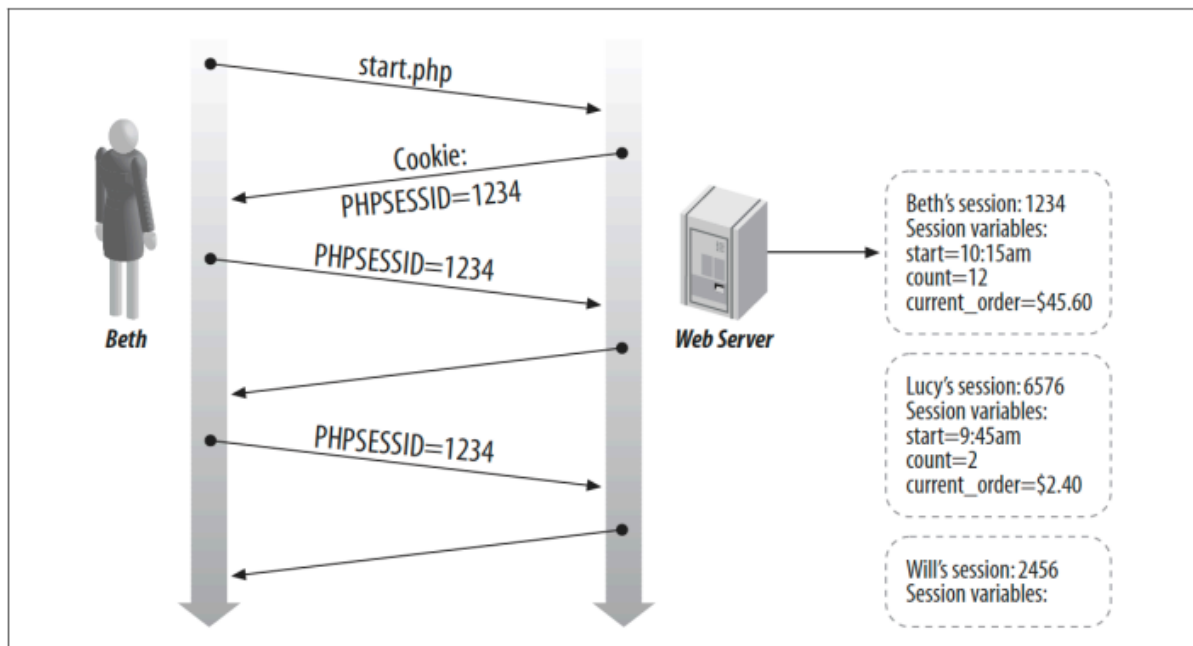 start.php
Cookie:
PHPSESSID=1234
PHPSESSID=1234
PHPSESSID=1234
Beth
Web Server
Beth's session: 1234
Session variables:
start=10:15am
count=12
current_order=$45.60
Lucy's session: 6576
Session variables:
start=9:45am
count=2
current_order=$2.40
Will's session: 2456
Session variables: